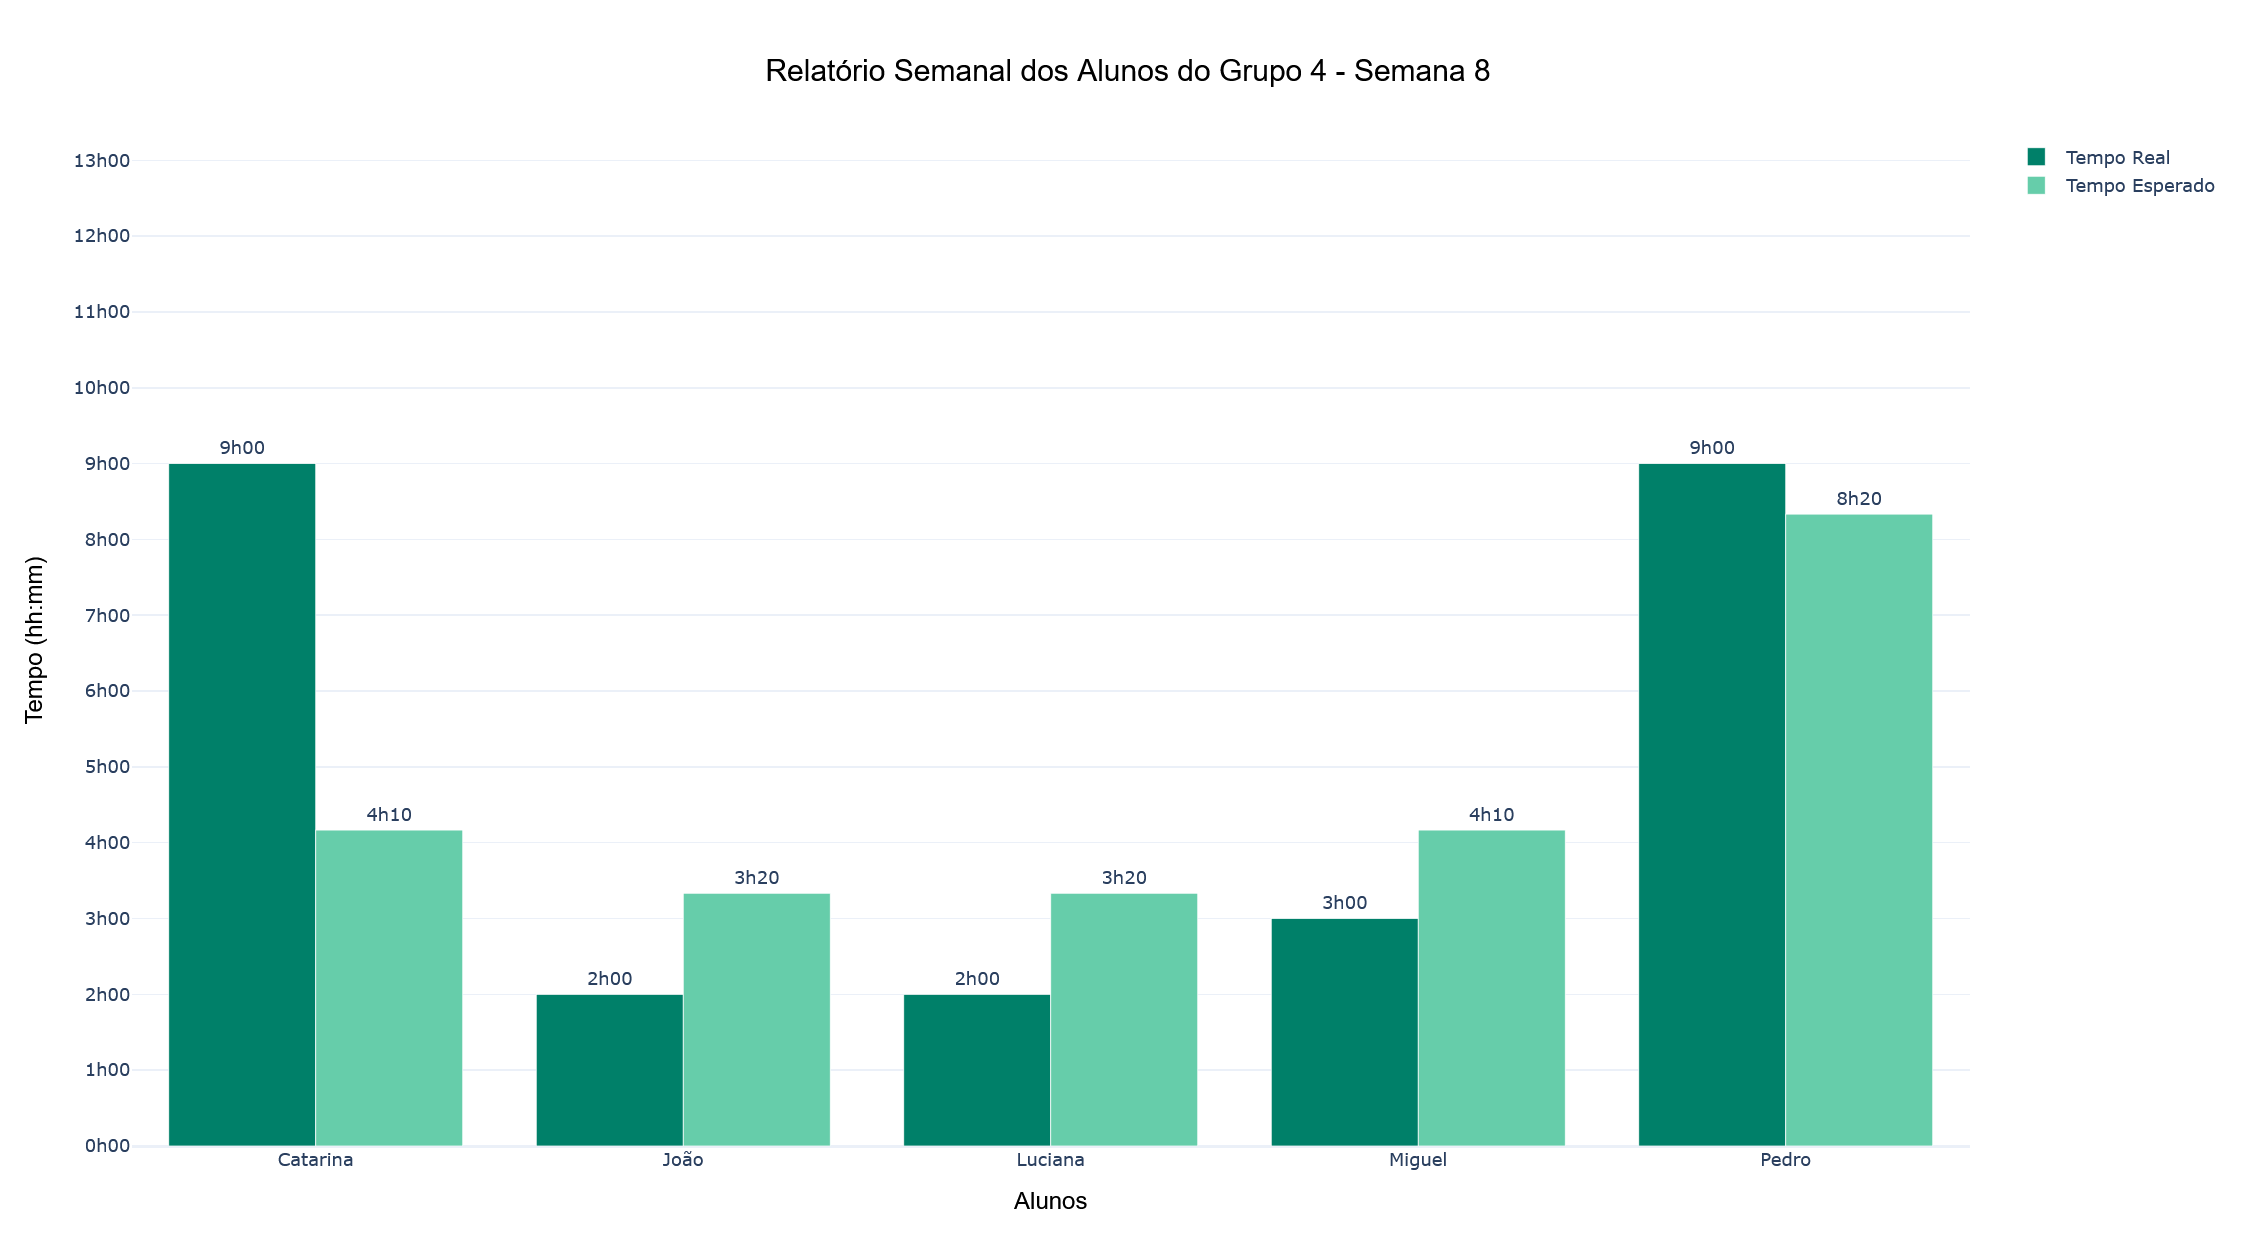 Relatório Semanal dos Alunos do Grupo 4 - Semana 8
Tempo Real
Tempo Esperado
Tempo (hh:mm)
13h00
12h00
11h00
10h00
9h00
8h00
7h00
6h00
5h00
4h00
3h00
2h00
1h00
0h00
9h00
4h10
2h00
3h20
2h00
3h20
3h00
4h10
9h00
8h20
Catarina
João
Luciana
Miguel
Pedro
Alunos